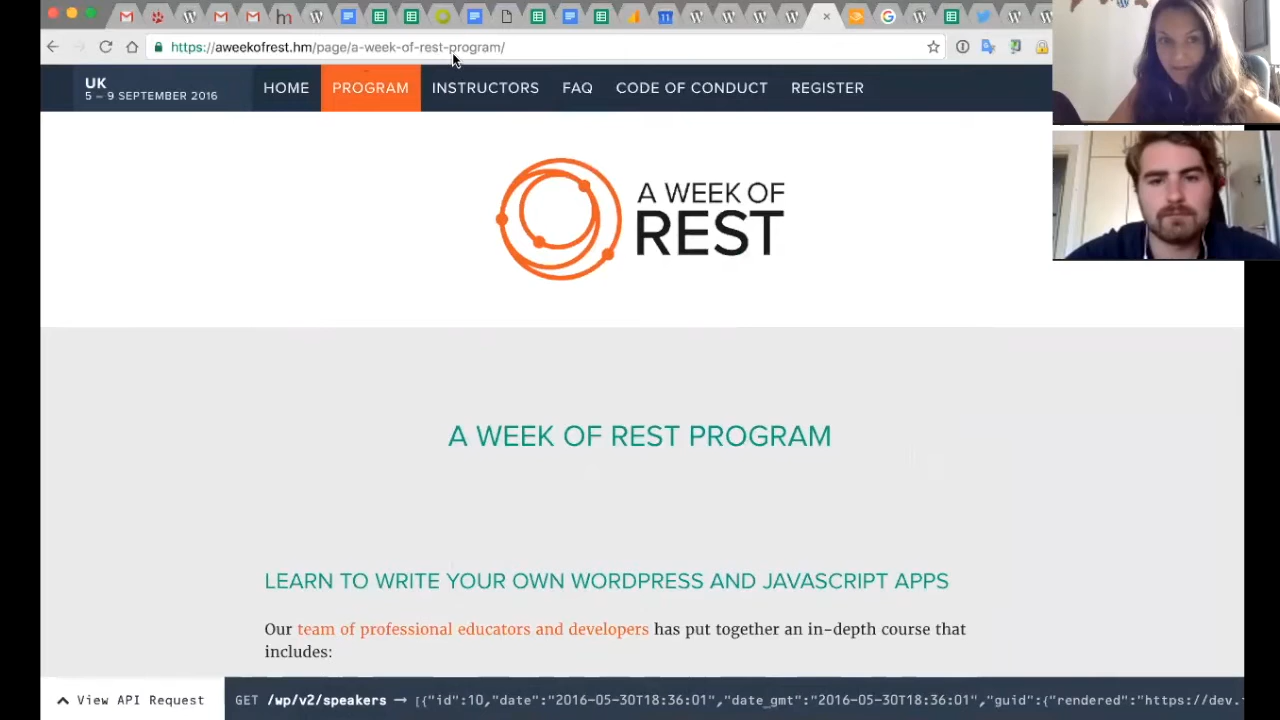 https://aweekofrest.hm/page/a-week-of-rest-program/
UK
5 – 9 SEPTEMBER 2016
HOME
PROGRAM
INSTRUCTORS
FAQ
CODE OF CONDUCT
REGISTER
A WEEK OF
REST
A WEEK OF REST PROGRAM
LEARN TO WRITE YOUR OWN WORDPRESS AND JAVASCRIPT APPS
Our team of professional educators and developers has put together an in-depth course that
includes:
View API Request
GET /wp/v2/speakers → [{"id":10,"date":"2016-05-30T18:36:01","date_gmt":"2016-05-30T18:36:01","guid":{"rendered":"https://dev.